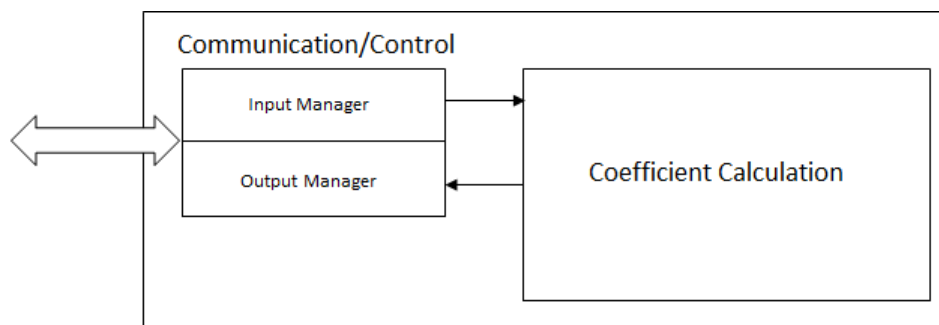 Communication/Control
Input Manager
Output Manager
Coefficient Calculation